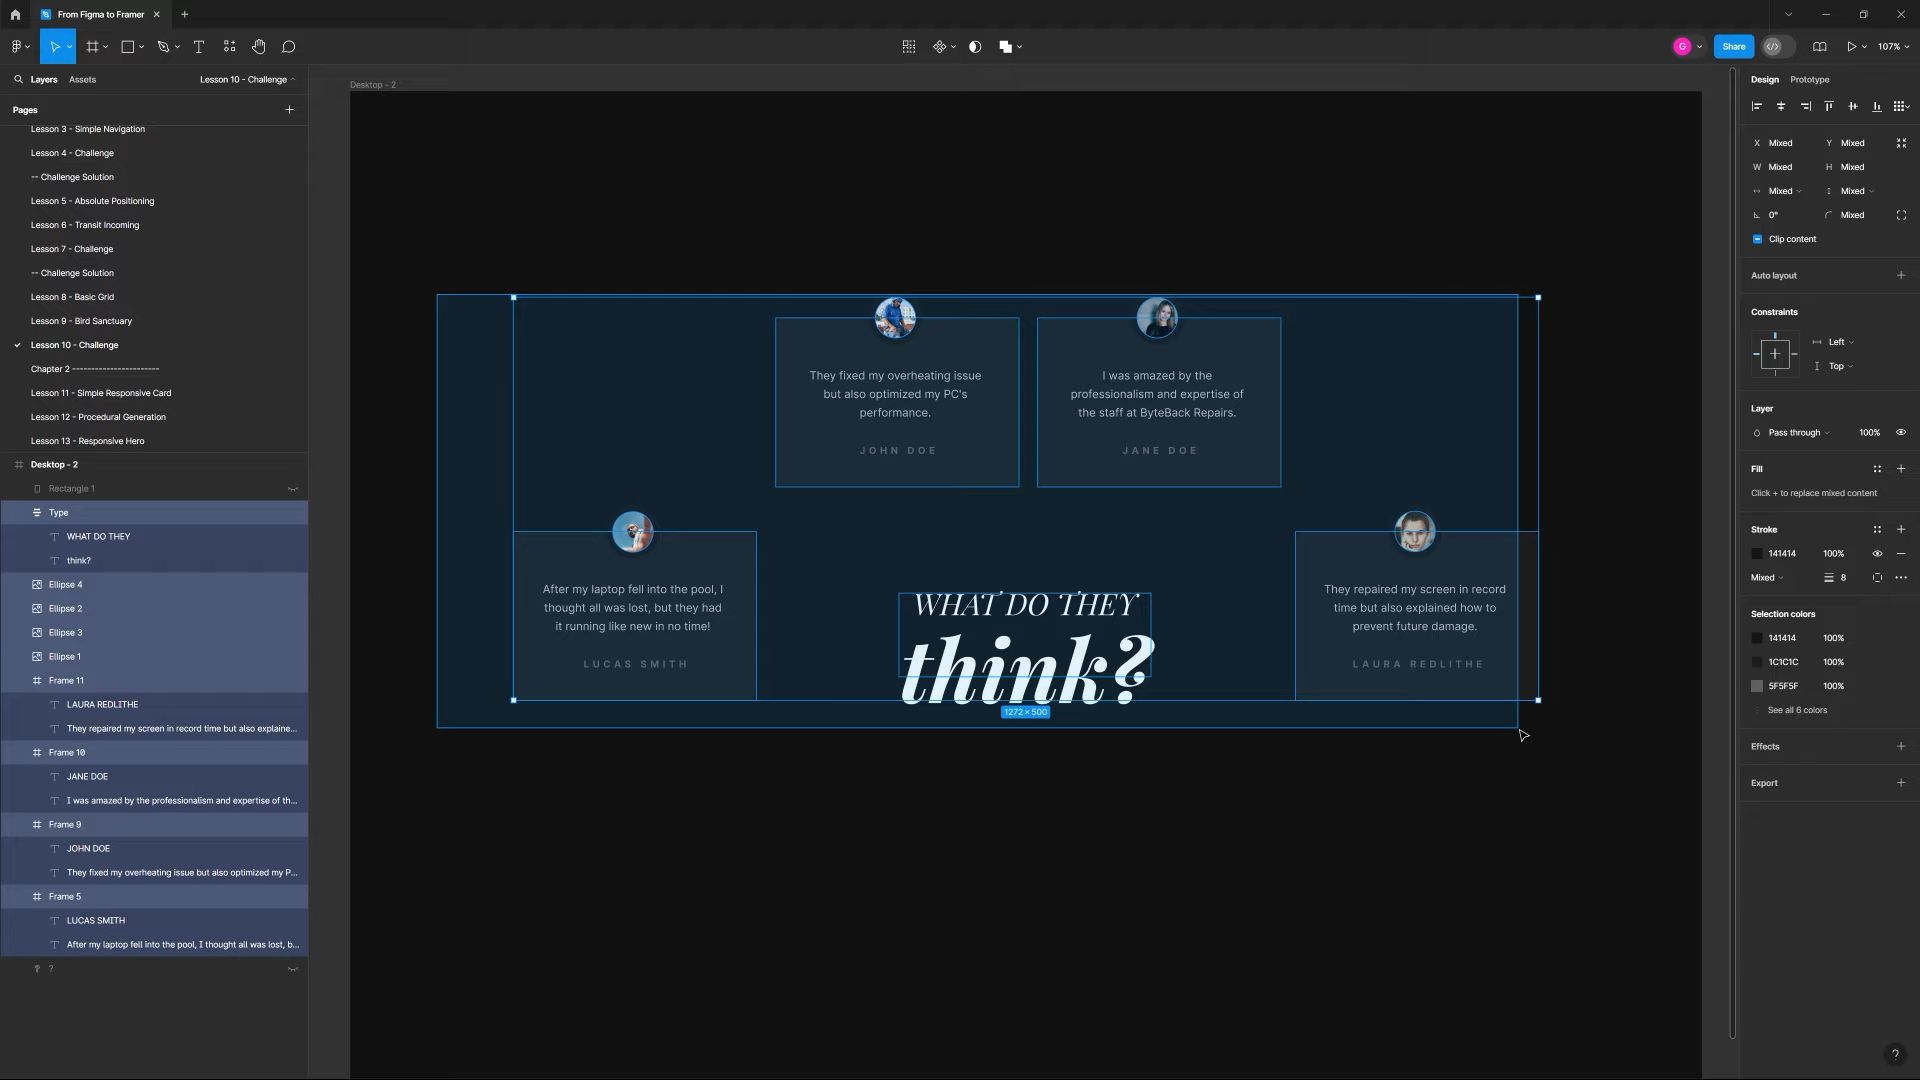 From Figma to Framer
G
Share
107%
Layers
Assets
Lesson 10 - Challenge
Pages
Lesson 3 - Simple Navigation
Lesson 4 - Challenge
-- Challenge Solution
Lesson 5 - Absolute Positioning
Lesson 6 - Transit Incoming
Lesson 7 - Challenge
-- Challenge Solution
Lesson 8 - Basic Grid
Lesson 9 - Bird Sanctuary
Lesson 10 - Challenge
Chapter 2 -----------------------
Lesson 11 - Simple Responsive Card
Lesson 12 - Procedural Generation
Lesson 13 - Responsive Hero
Desktop - 2
Rectangle 1
Type
WHAT DO THEY
think?
Ellipse 4
Ellipse 2
Ellipse 3
Ellipse 1
Frame 11
LAURA REDLITHE
They repaired my screen in record time but also explaine...
Frame 10
JANE DOE
I was amazed by the professionalism and expertise of th...
Frame 9
JOHN DOE
They fixed my overheating issue but also optimized my P...
Frame 5
LUCAS SMITH
After my laptop fell into the pool, I thought all was lost, b...
?
Desktop - 2
They fixed my overheating issue
but also optimized my PC's
performance.
JOHN DOE
I was amazed by the
professionalism and expertise of
the staff at ByteBack Repairs.
JANE DOE
After my laptop fell into the pool, I
thought all was lost, but they had
it running like new in no time!
LUCAS SMITH
WHAT DO THEY
think?
1272 × 500
They repaired my screen in record
time but also explained how to
prevent future damage.
LAURA REDLITHE
Design
Prototype
X Mixed
Y Mixed
W Mixed
H Mixed
Mixed
Mixed
0°
Mixed
Clip content
Auto layout
Constraints
Left
Top
Layer
Pass through
100%
Fill
Click + to replace mixed content
Stroke
141414
100%
Mixed
8
Selection colors
141414
100%
1C1C1C
100%
5F5F5F
100%
See all 6 colors
Effects
Export
?